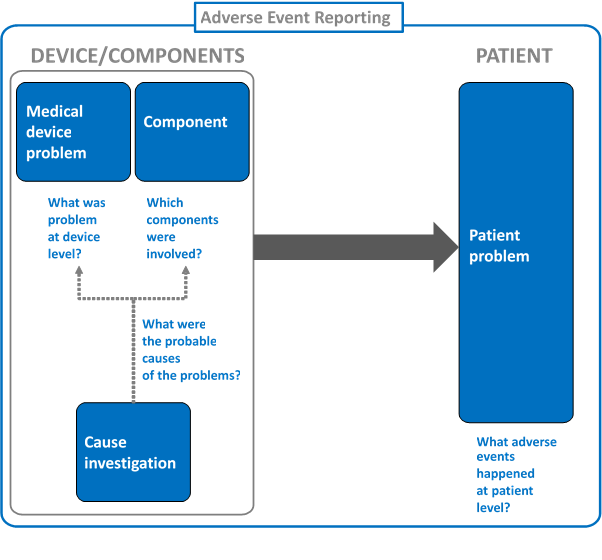 Adverse Event Reporting
DEVICE/COMPONENTS
PATIENT
Medical
device
problem
Component
What was
problem
at device
level?
Which
components
were
involved?
Patient
problem
What were
the probable
causes
of the problems?
Cause
investigation
What adverse
events
happened
at patient
level?